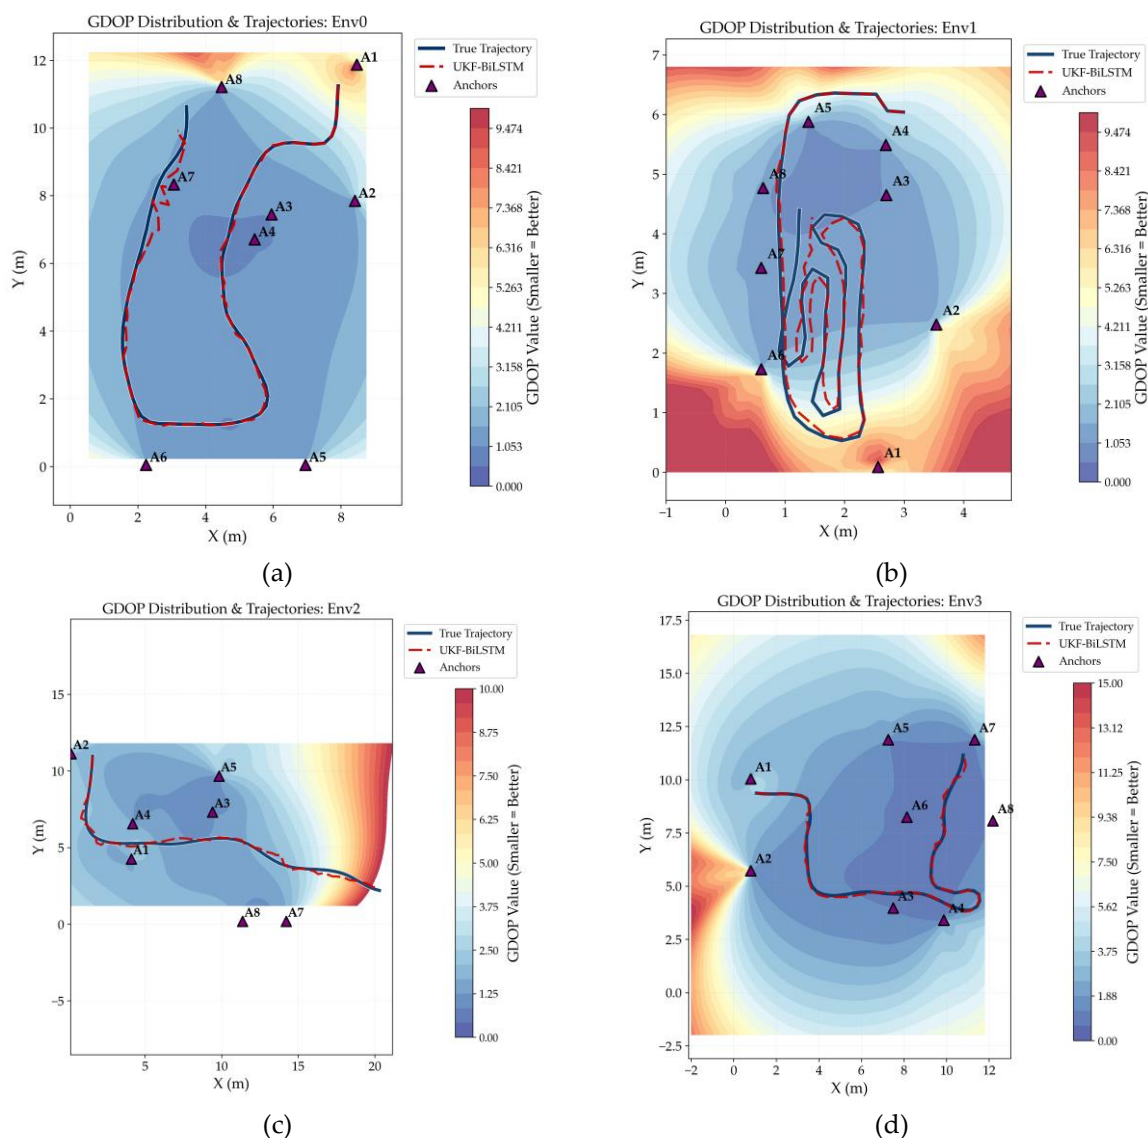 GDOP Distribution & Trajectories: Env0
True Trajectory
UKF-BiLSTM
Anchors
A1
A8
A7
A2
A3
A4
A6
A5
12
10
8
6
4
2
0
Y (m)
0 2 4 6 8
X (m)
9.474
8.421
7.368
6.316
5.263
4.211
3.158
2.105
1.053
0.000
GDOP Value (Smaller = Better)
(a)
GDOP Distribution & Trajectories: Env1
True Trajectory
UKF-BiLSTM
Anchors
A5
A4
A8
A3
A7
A2
A6
A1
7
6
5
4
3
2
1
0
Y (m)
−1 0 1 2 3 4
X (m)
9.474
8.421
7.368
6.316
5.263
4.211
3.158
2.105
1.053
0.000
GDOP Value (Smaller = Better)
(b)
GDOP Distribution & Trajectories: Env2
True Trajectory
UKF-BiLSTM
Anchors
A2
A5
A4
A3
A1
A8
A7
15
10
5
0
−5
Y (m)
5 10 15 20
X (m)
10.00
8.75
7.50
6.25
5.00
3.75
2.50
1.25
0.00
GDOP Value (Smaller = Better)
(c)
GDOP Distribution & Trajectories: Env3
True Trajectory
UKF-BiLSTM
Anchors
A5
A7
A1
A6
A8
A2
A3
A4
17.5
15.0
12.5
10.0
7.5
5.0
2.5
0.0
−2.5
Y (m)
−2 0 2 4 6 8 10 12
X (m)
15.00
13.12
11.25
9.38
7.50
5.62
3.75
1.88
0.00
GDOP Value (Smaller = Better)
(d)